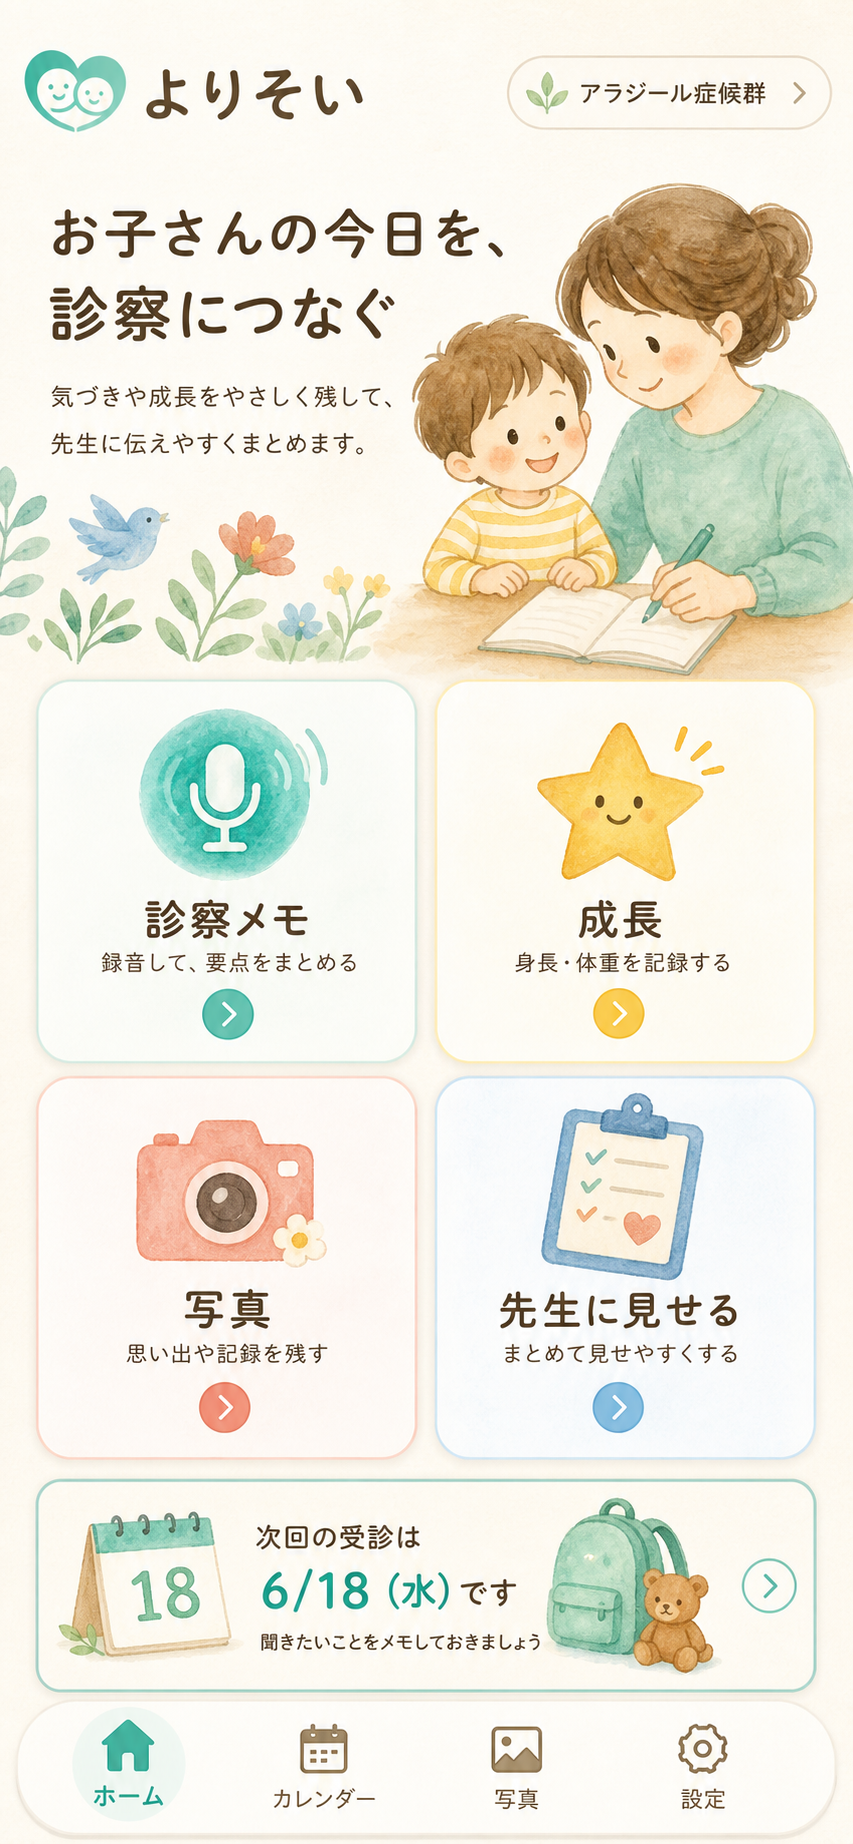 よりそい
アラジール症候群
お子さんの今日を、
診察につなぐ
気づきや成長をやさしく残して、
先生に伝えやすくまとめます。
診察メモ
録音して、要点をまとめる
成長
身長・体重を記録する
写真
思い出や記録を残す
先生に見せる
まとめて見せやすくする
18
次回の受診は
6/18（水）です
聞きたいことをメモしておきましょう
ホーム
カレンダー
写真
設定